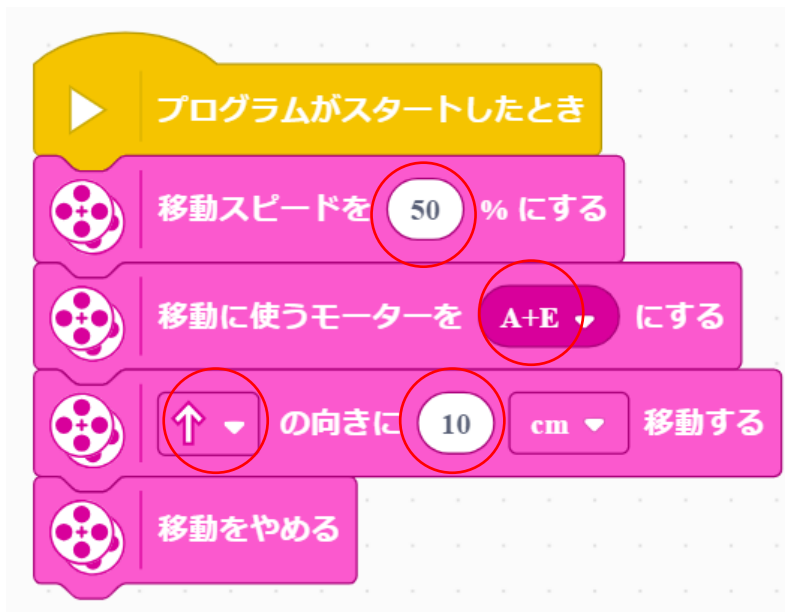 プログラムがスタートしたとき
移動スピードを 50 % にする
移動に使うモーターを A+E にする
↑ の向きに 10 cm 移動する
移動をやめる